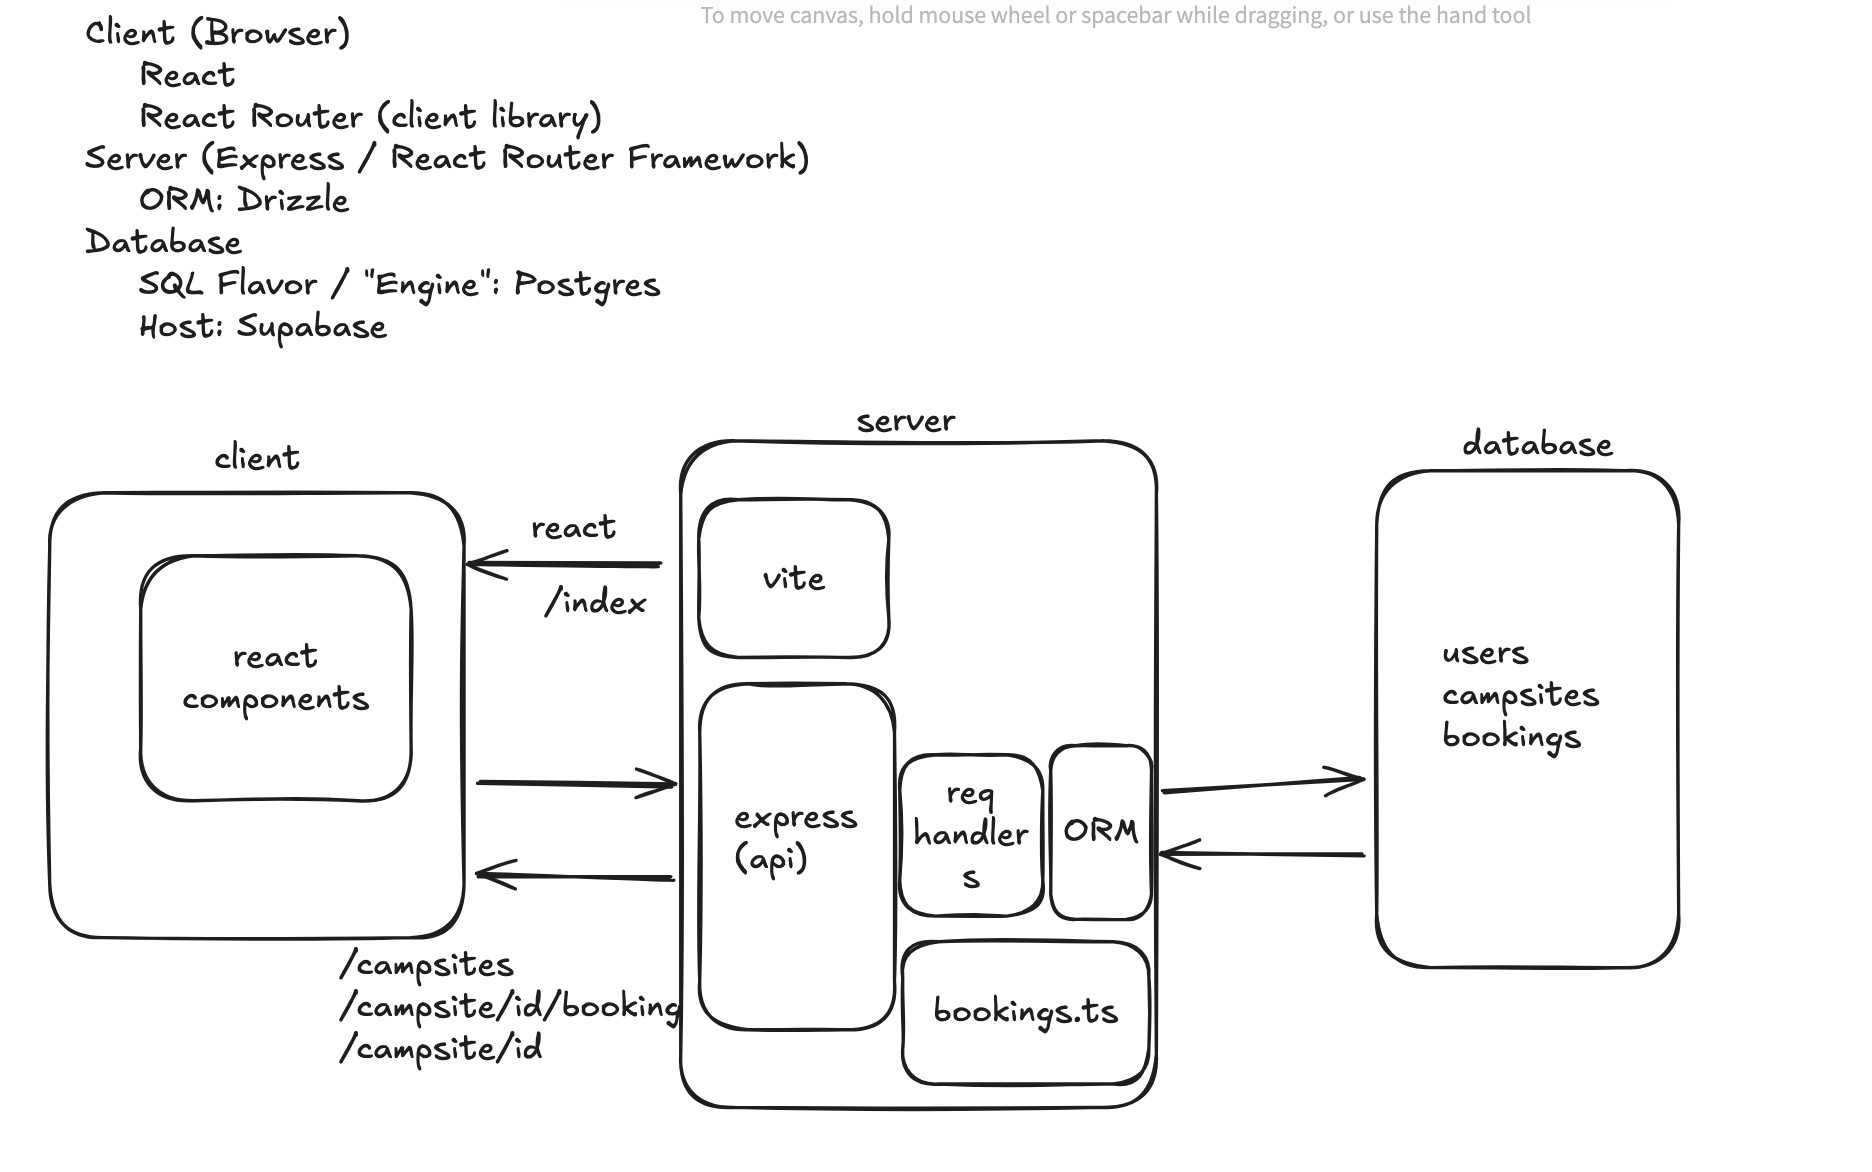 To move canvas, hold mouse wheel or spacebar while dragging, or use the hand tool
Client (Browser)
React
React Router (client library)
Server (Express / React Router Framework)
ORM: Drizzle
Database
SQL Flavor / "Engine": Postgres
Host: Supabase
client
react
components
react
/index
/campsites
/campsite/id/booking
/campsite/id
server
vite
express
(api)
req
handler
s
ORM
bookings.ts
database
users
campsites
bookings